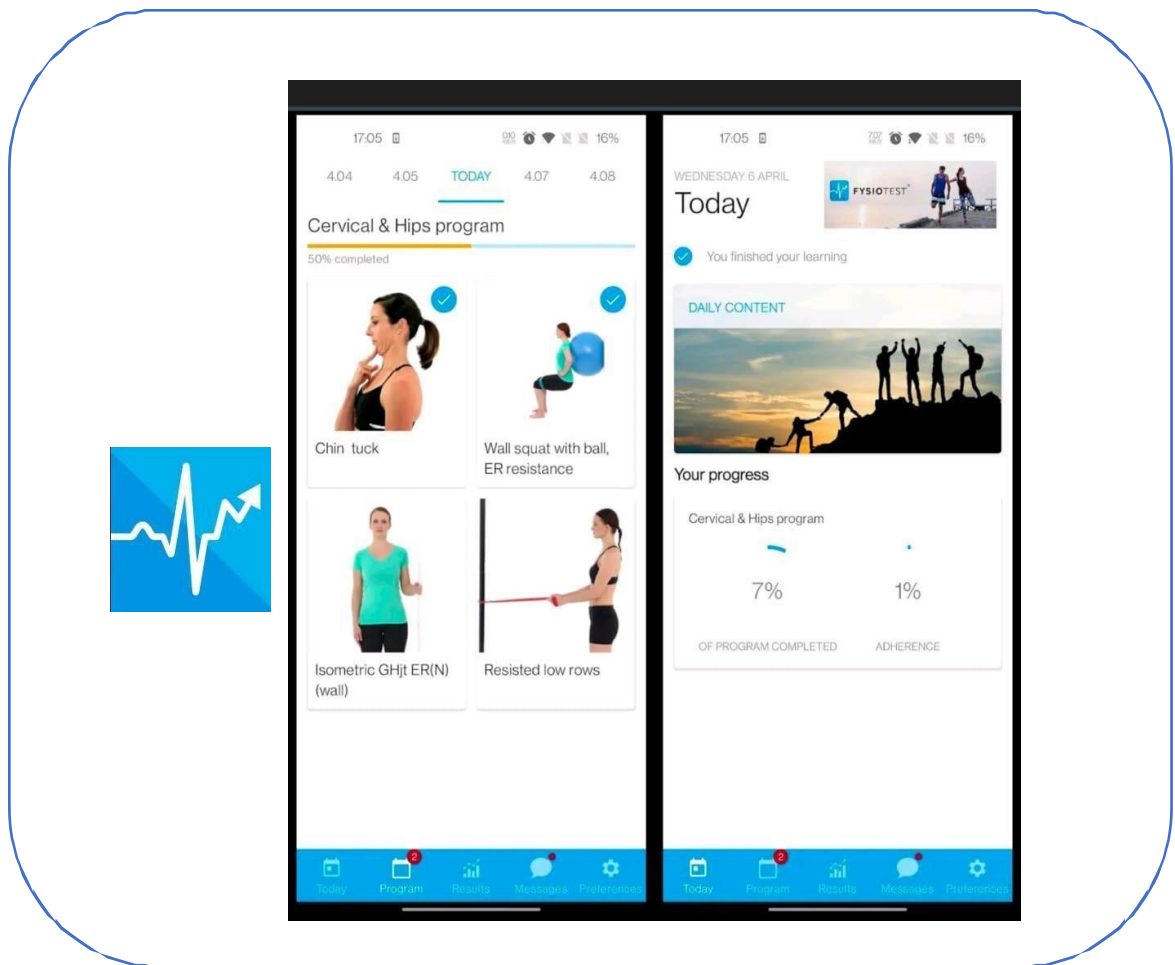 17:05
16%
4.04 4.05 TODAY 4.07 4.08
Cervical & Hips program
50% completed
Chin tuck
Wall squat with ball,
ER resistance
Isometric GHjt ER(N)
(wall)
Resisted low rows
2
Today Program Results Messages Preferences
17:05
16%
WEDNESDAY 6 APRIL
Today
FYSIOTEST
You finished your learning
DAILY CONTENT
Your progress
Cervical & Hips program
7% 1%
OF PROGRAM COMPLETED ADHERENCE
2
Today Program Results Messages Preferences